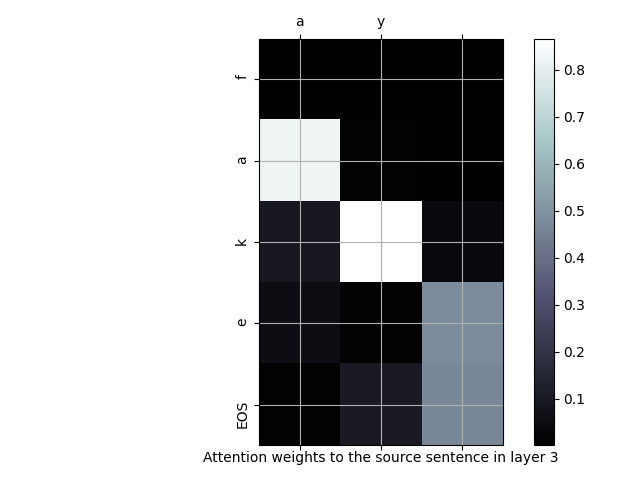 a y
f
a
k
e
EOS
0.8
0.7
0.6
0.5
0.4
0.3
0.2
0.1
Attention weights to the source sentence in layer 3